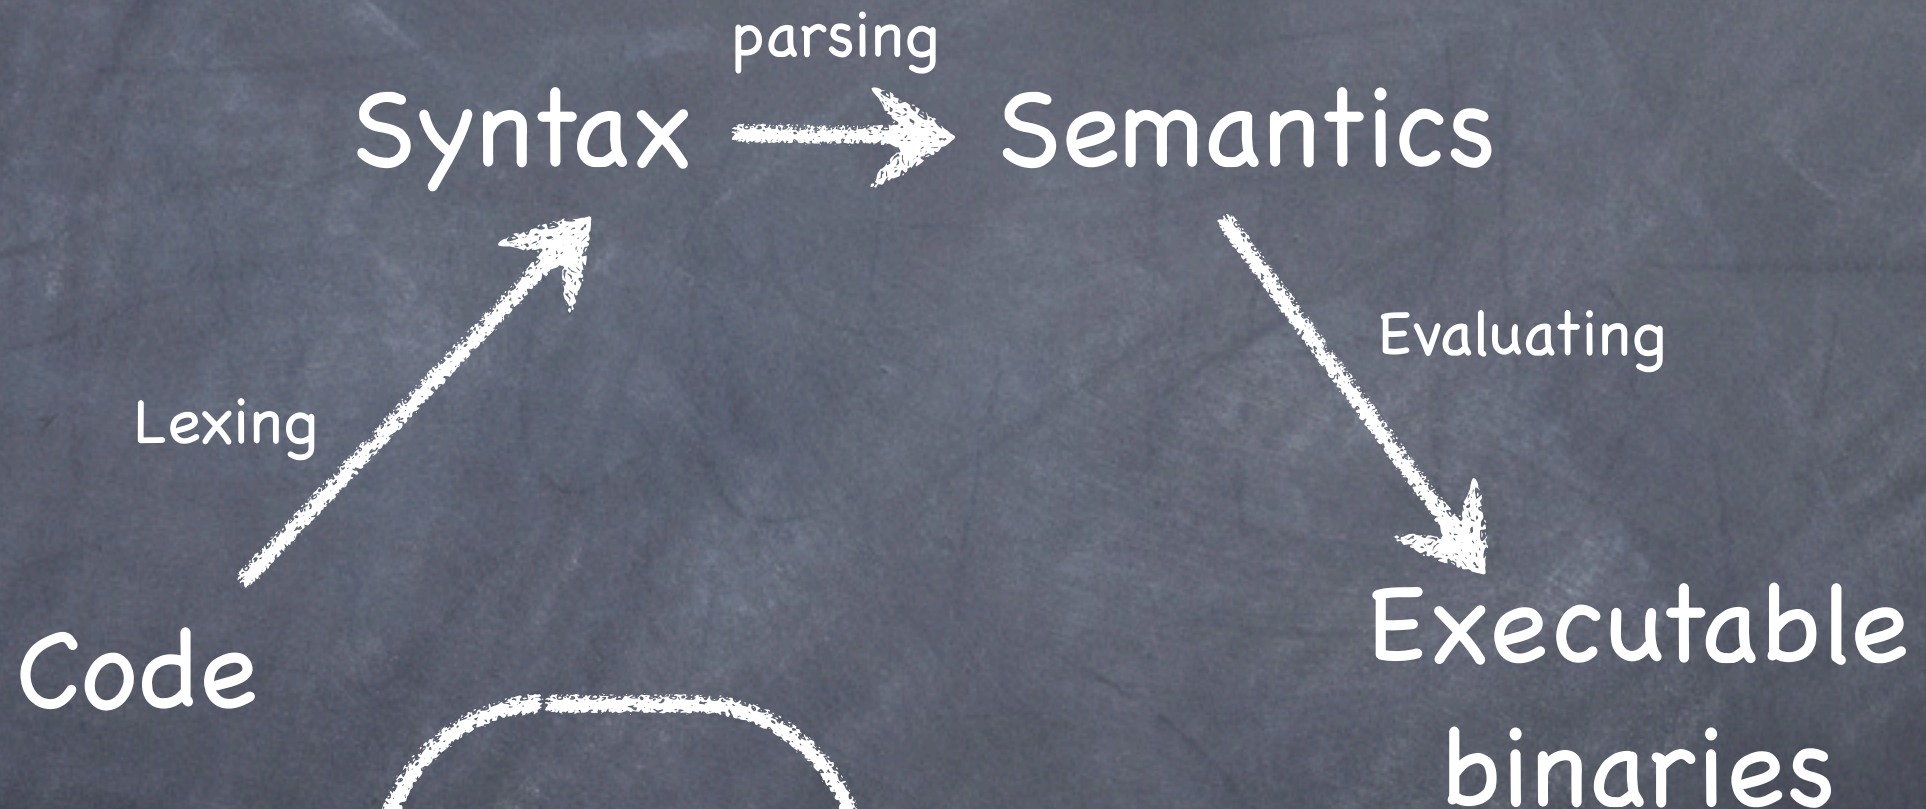 parsing
Syntax
Semantics
Evaluating
Lexing
Code
Executable
binaries